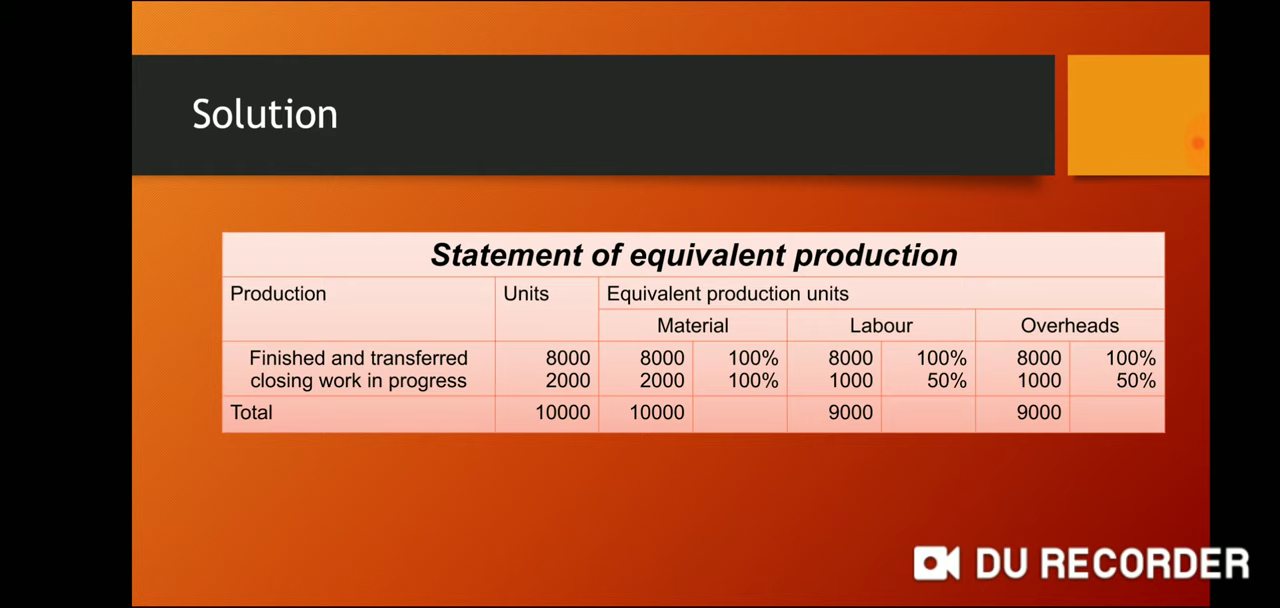 Solution
Statement of equivalent production
Production Units Equivalent production units
Material Labour Overheads
Finished and transferred 8000 8000 100% 8000 100% 8000 100%
closing work in progress 2000 2000 100% 1000 50% 1000 50%
Total 10000 10000 9000 9000
DU RECORDER